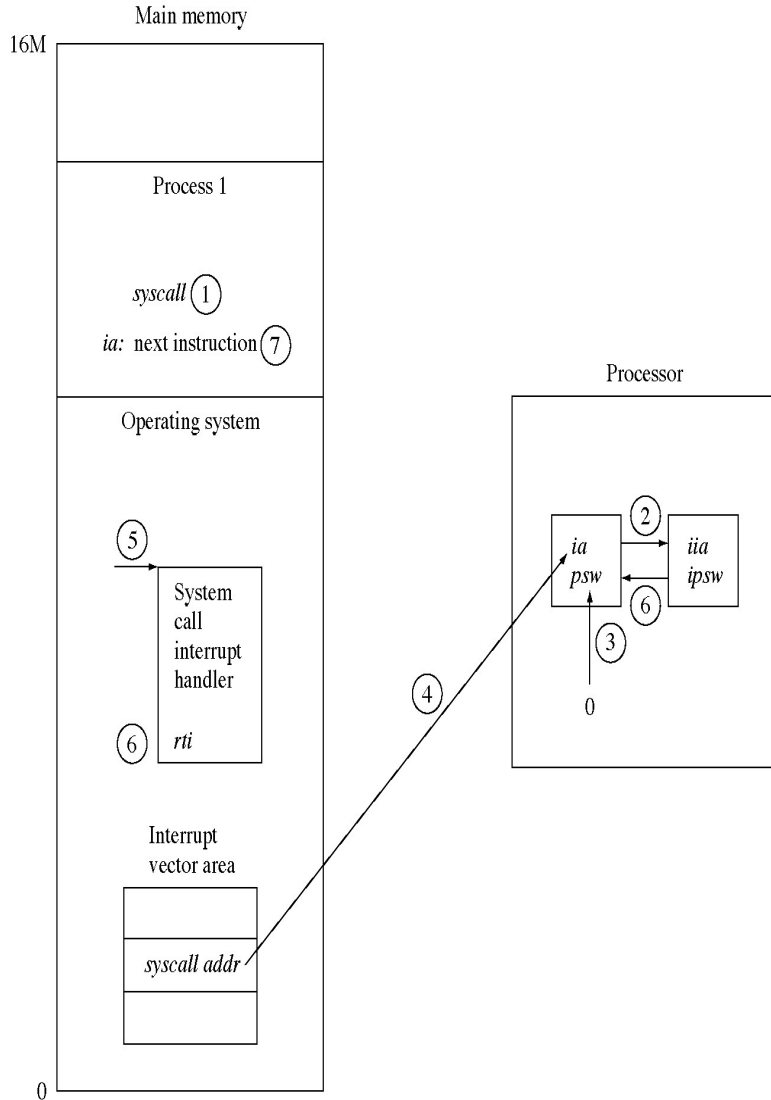 Main memory
16M
Process 1
syscall 1
ia: next instruction 7
Operating system
5
System
call
interrupt
handler
6
rti
Interrupt
vector area
syscall addr
0
4
Processor
2
ia
psw
iia
ipsw
6
3
0